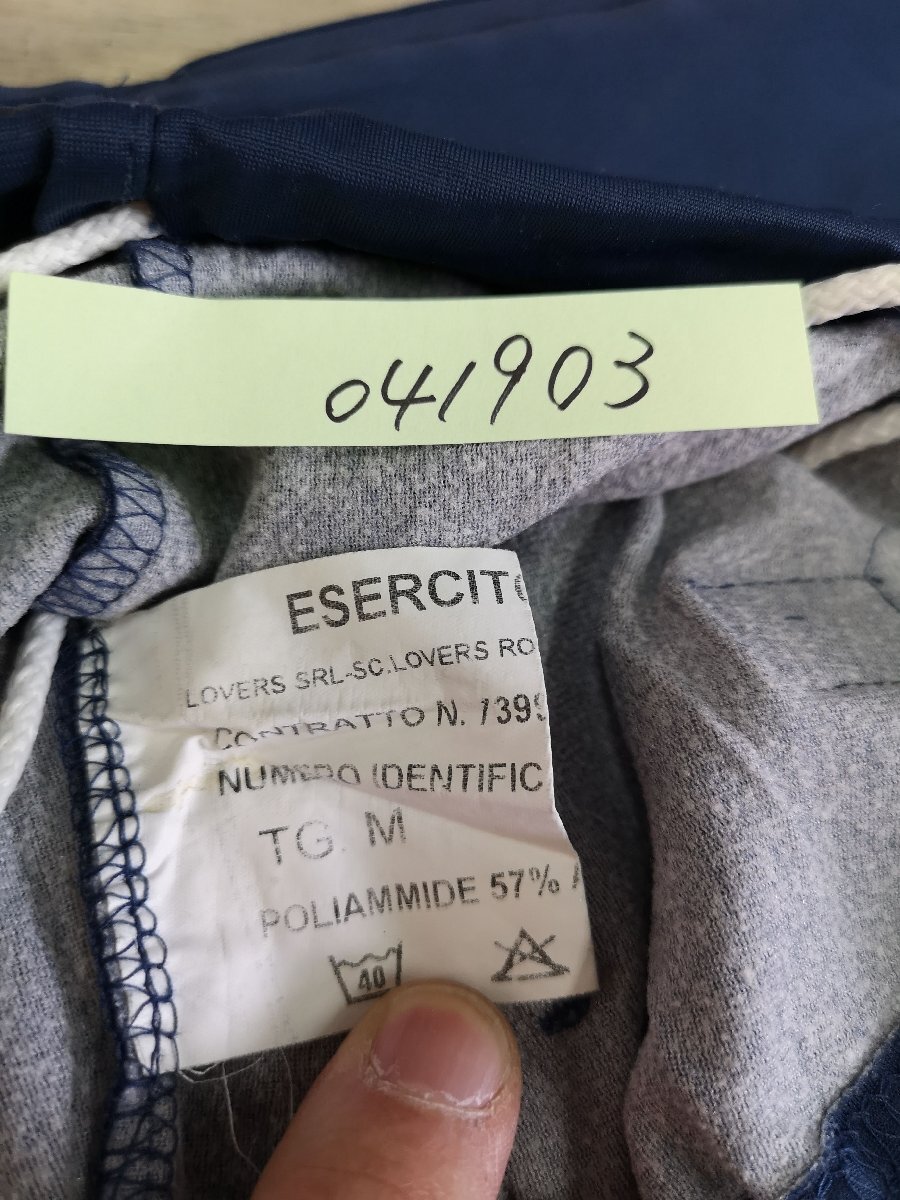 041903
ESERCITO
LOVERS SRL-SC.LOVERS RO
CONTRATTO N. 1399
NUMERO IDENTIFIC
TG. M
POLIAMMIDE 57%
40
A